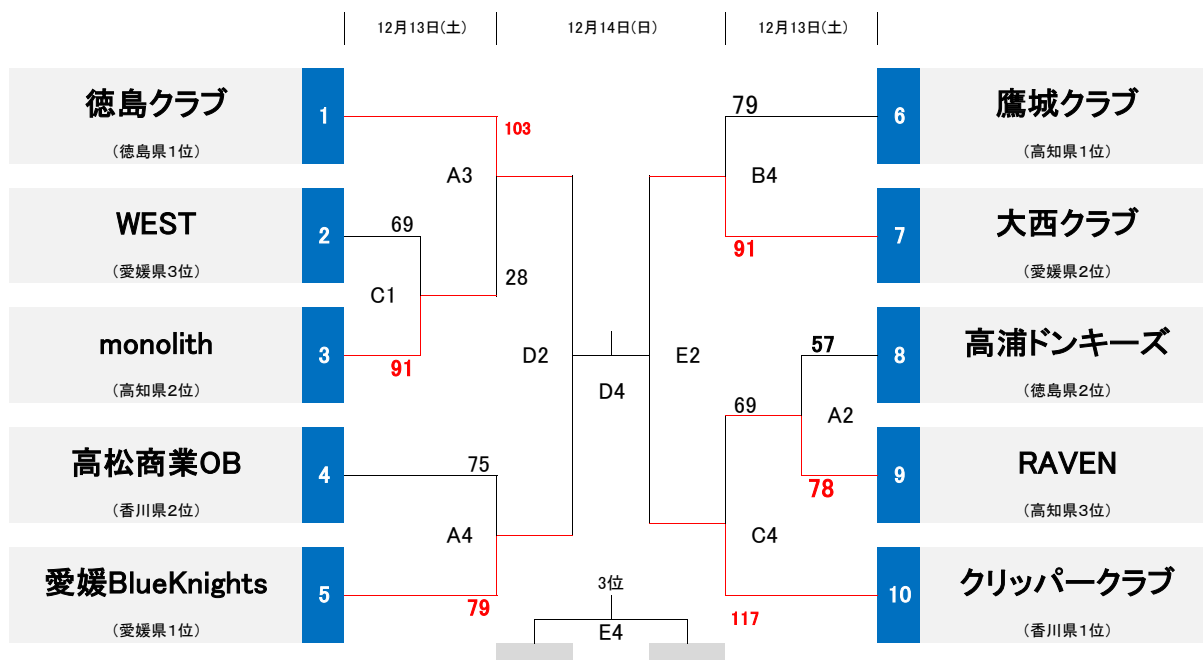 12月13日(土)
12月14日(日)
12月13日(土)
徳島クラブ
(徳島県1位)
1
103
A3
WEST
(愛媛県3位)
2
69
28
C1
monolith
(高知県2位)
3
91
D2
高松商業OB
(香川県2位)
4
75
A4
愛媛BlueKnights
(愛媛県1位)
5
79
D4
3位
E4
79
6
鷹城クラブ
(高知県1位)
B4
91
7
大西クラブ
(愛媛県2位)
E2
57
8
高浦ドンキーズ
(徳島県2位)
69
A2
78
9
RAVEN
(高知県3位)
C4
117
10
クリッパークラブ
(香川県1位)